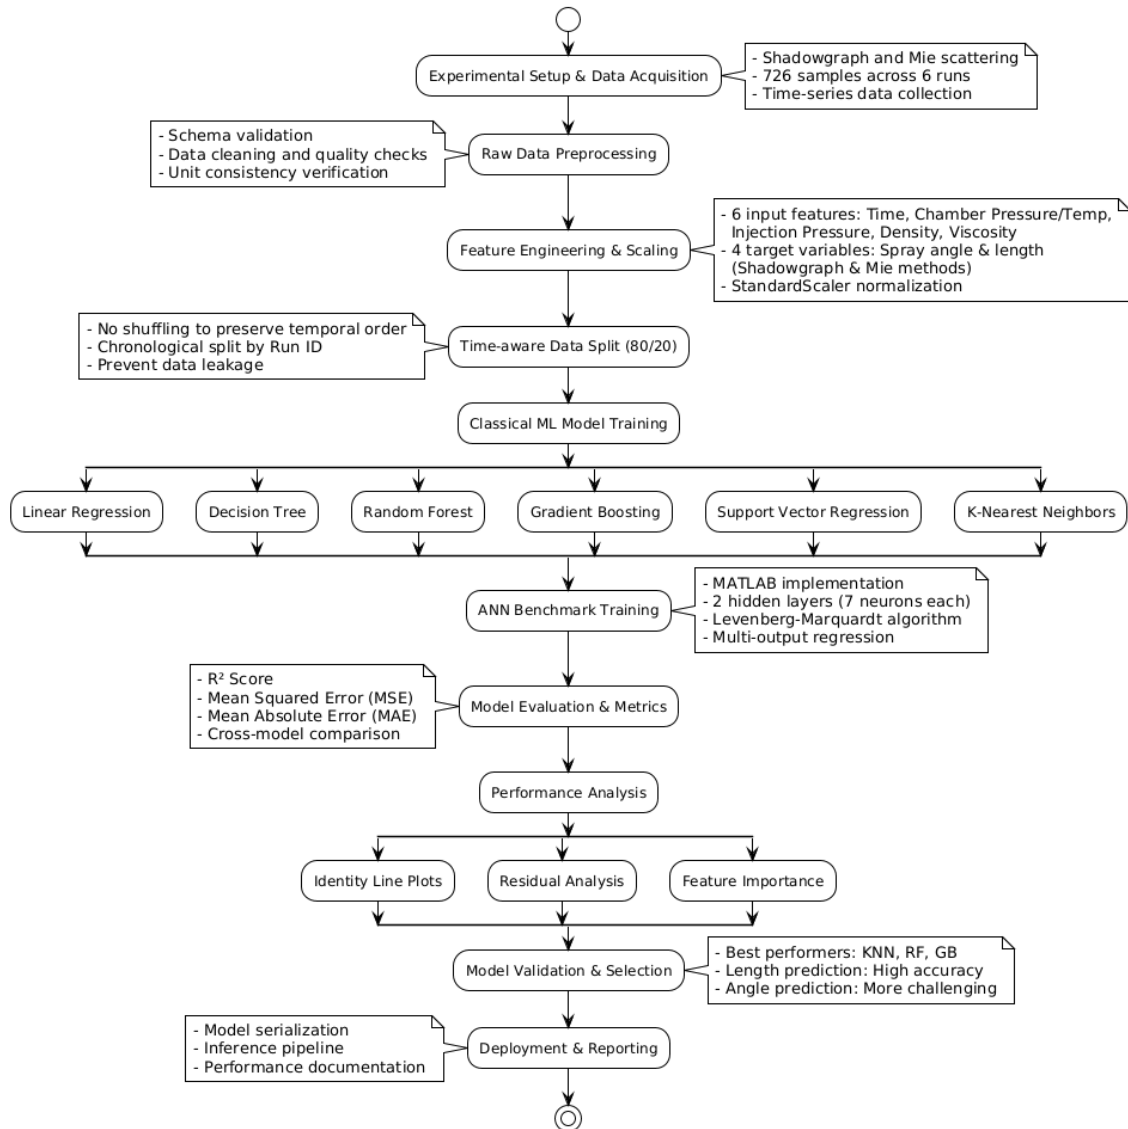 Experimental Setup & Data Acquisition
- Shadowgraph and Mie scattering
- 726 samples across 6 runs
- Time-series data collection
- Schema validation
- Data cleaning and quality checks
- Unit consistency verification
Raw Data Preprocessing
Feature Engineering & Scaling
- 6 input features: Time, Chamber Pressure/Temp,
Injection Pressure, Density, Viscosity
- 4 target variables: Spray angle & length
(Shadowgraph & Mie methods)
- StandardScaler normalization
- No shuffling to preserve temporal order
- Chronological split by Run ID
- Prevent data leakage
Time-aware Data Split (80/20)
Classical ML Model Training
Linear Regression
Decision Tree
Random Forest
Gradient Boosting
Support Vector Regression
K-Nearest Neighbors
ANN Benchmark Training
- MATLAB implementation
- 2 hidden layers (7 neurons each)
- Levenberg-Marquardt algorithm
- Multi-output regression
- R² Score
- Mean Squared Error (MSE)
- Mean Absolute Error (MAE)
- Cross-model comparison
Model Evaluation & Metrics
Performance Analysis
Identity Line Plots
Residual Analysis
Feature Importance
Model Validation & Selection
- Best performers: KNN, RF, GB
- Length prediction: High accuracy
- Angle prediction: More challenging
- Model serialization
- Inference pipeline
- Performance documentation
Deployment & Reporting